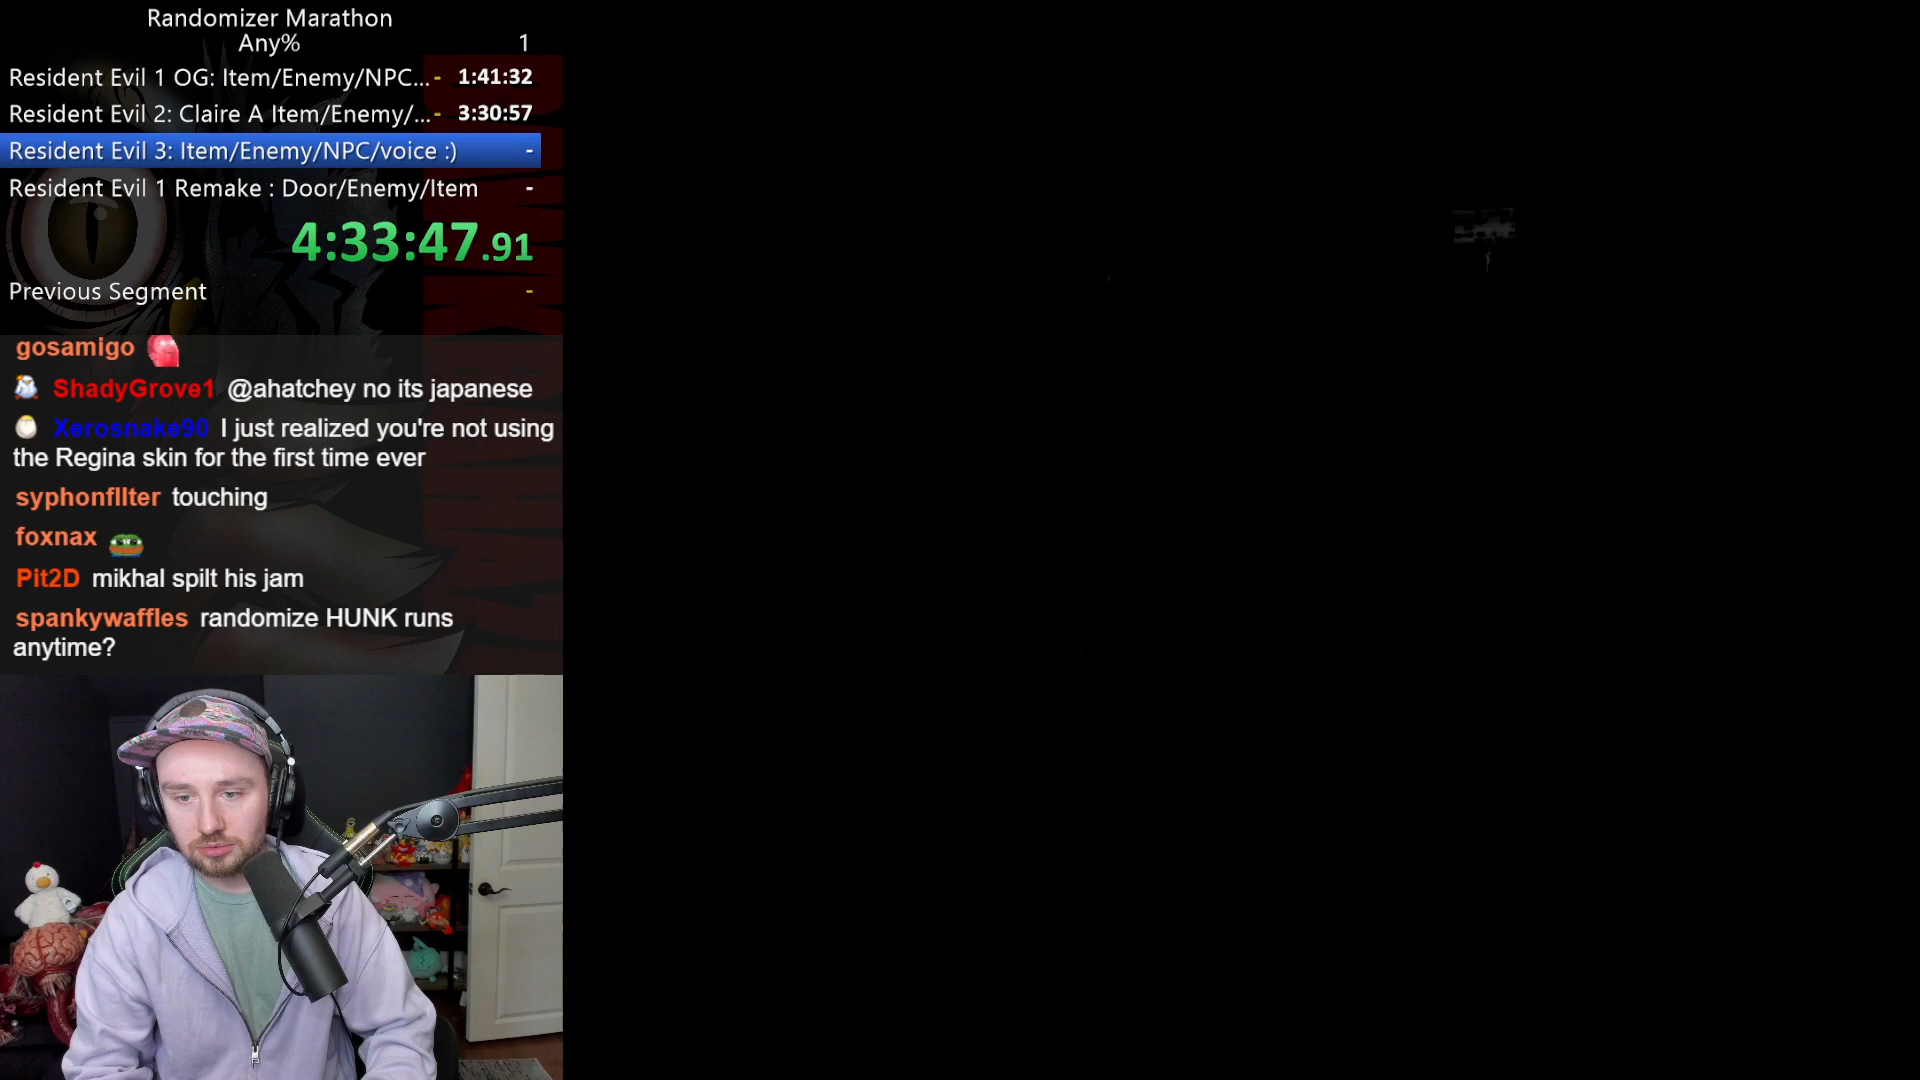 Randomizer Marathon
Any% 1
Resident Evil 1 OG: Item/Enemy/NPC... - 1:41:32
Resident Evil 2: Claire A Item/Enemy/... - 3:30:57
Resident Evil 3: Item/Enemy/NPC/voice :) -
Resident Evil 1 Remake : Door/Enemy/Item -
4:33:47.91
Previous Segment -
gosamigo
ShadyGrove1 @ahatchey no its japanese
Xerosnake90 I just realized you're not using
the Regina skin for the first time ever
syphonfllter touching
foxnax
Pit2D mikhal spilt his jam
spankywaffles randomize HUNK runs
anytime?